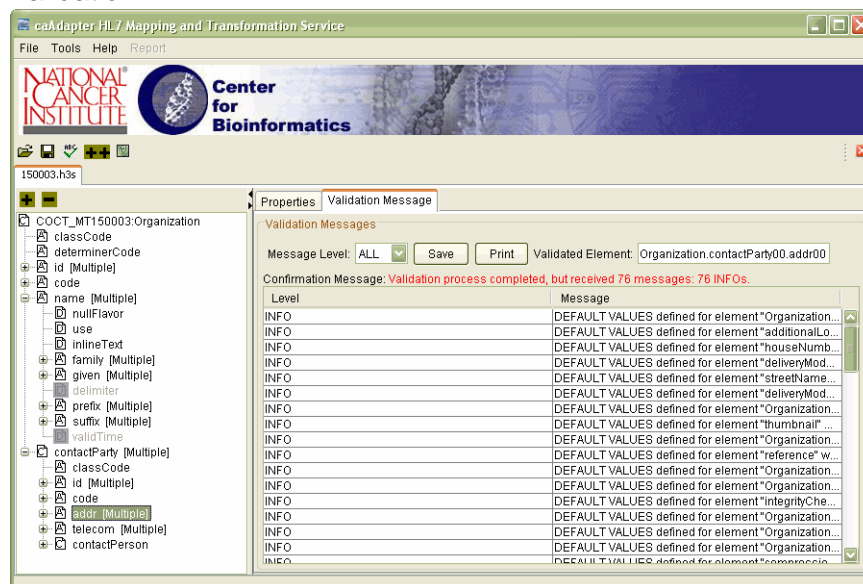 caAdapter HL7 Mapping and Transformation Service
File Tools Help Report
NATIONAL
CANCER
INSTITUTE
Center
for
Bioinformatics
150003.h3s
Properties Validation Message
COCT_MT150003:Organization
classCode
determinerCode
id [Multiple]
code
name [Multiple]
nullFlavor
use
inlineText
family [Multiple]
given [Multiple]
delimiter
prefix [Multiple]
suffix [Multiple]
validTime
contactParty [Multiple]
classCode
id [Multiple]
code
addr [Multiple]
telecom [Multiple]
contactPerson
Validation Messages
Message Level: ALL Save Print Validated Element: Organization.contactParty00.addr00
Confirmation Message: Validation process completed, but received 76 messages: 76 INFOs.
Level Message
INFO DEFAULT VALUES defined for element "Organization...
INFO DEFAULT VALUES defined for element "additionalLo...
INFO DEFAULT VALUES defined for element "houseNumb...
INFO DEFAULT VALUES defined for element "deliveryMod...
INFO DEFAULT VALUES defined for element "streetName...
INFO DEFAULT VALUES defined for element "deliveryMod...
INFO DEFAULT VALUES defined for element "Organization...
INFO DEFAULT VALUES defined for element "thumbnail" ...
INFO DEFAULT VALUES defined for element "Organization...
INFO DEFAULT VALUES defined for element "reference" w...
INFO DEFAULT VALUES defined for element "Organization...
INFO DEFAULT VALUES defined for element "Organization...
INFO DEFAULT VALUES defined for element "integrityChe...
INFO DEFAULT VALUES defined for element "Organization...
INFO DEFAULT VALUES defined for element "Organization...
INFO DEFAULT VALUES defined for element "Organization...
INFO DEFAULT VALUES defined for element "compressio...